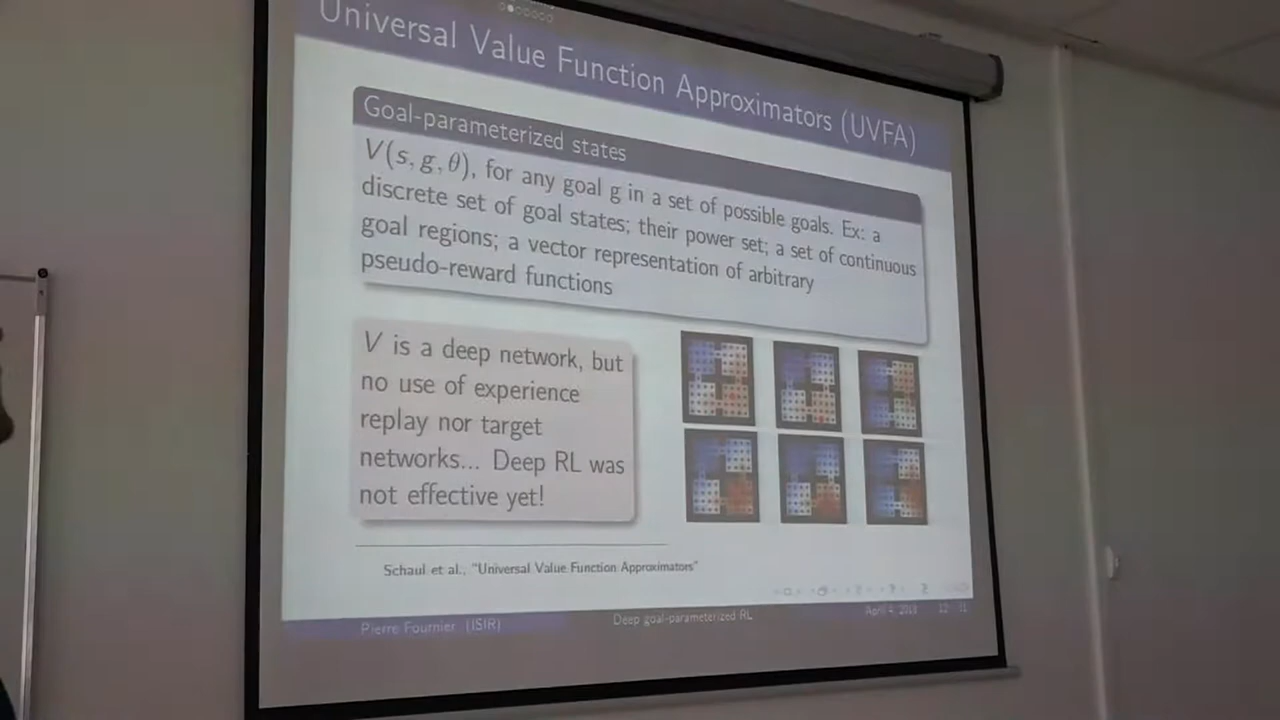 Universal Value Function Approximators (UVFA)
Goal-parameterized states
V(s, g, θ), for any goal g in a set of possible goals. Ex: a
discrete set of goal states; their power set; a set of continuous
goal regions; a vector representation of arbitrary
pseudo-reward functions
V is a deep network, but
no use of experience
replay nor target
networks... Deep RL was
not effective yet!
Schaul et al., "Universal Value Function Approximators"
Pierre Fournier (ISIR)
Deep goal-parameterized RL
April 4,